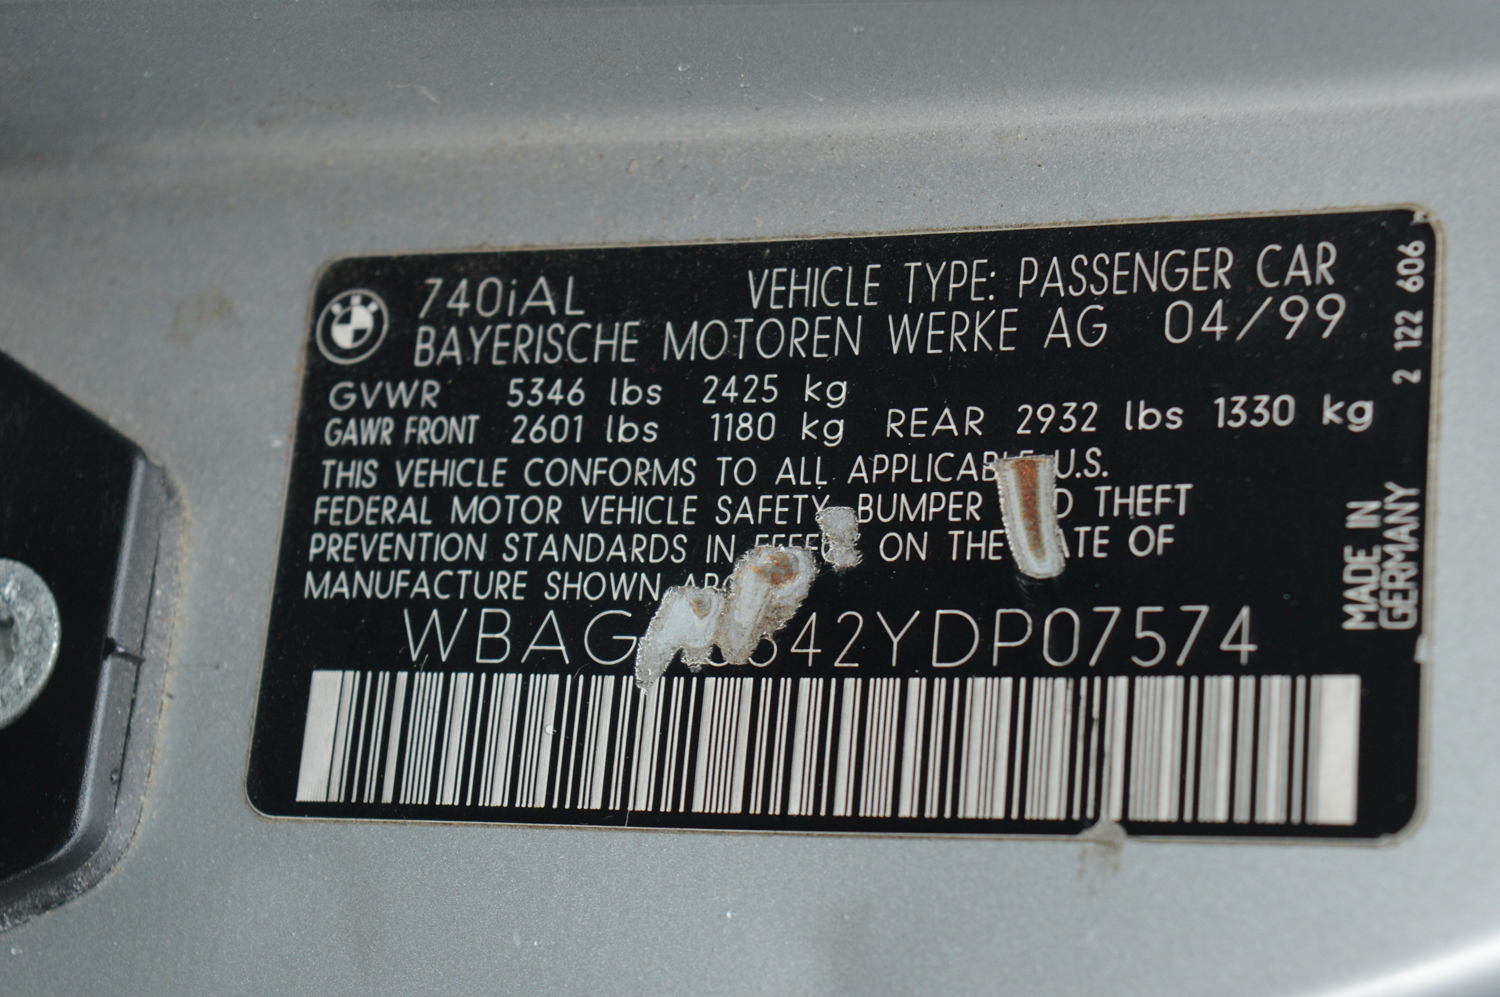 740iAL VEHICLE TYPE: PASSENGER CAR
BAYERISCHE MOTOREN WERKE AG 04/99
GVWR 5346 lbs 2425 kg
GAWR FRONT 2601 lbs 1180 kg REAR 2932 lbs 1330 kg
THIS VEHICLE CONFORMS TO ALL APPLICABLE U.S.
FEDERAL MOTOR VEHICLE SAFETY, BUMPER THEFT
PREVENTION STANDARDS IN ON THE
MANUFACTURE SHOWN
2 122 606
MADE IN
GERMANY